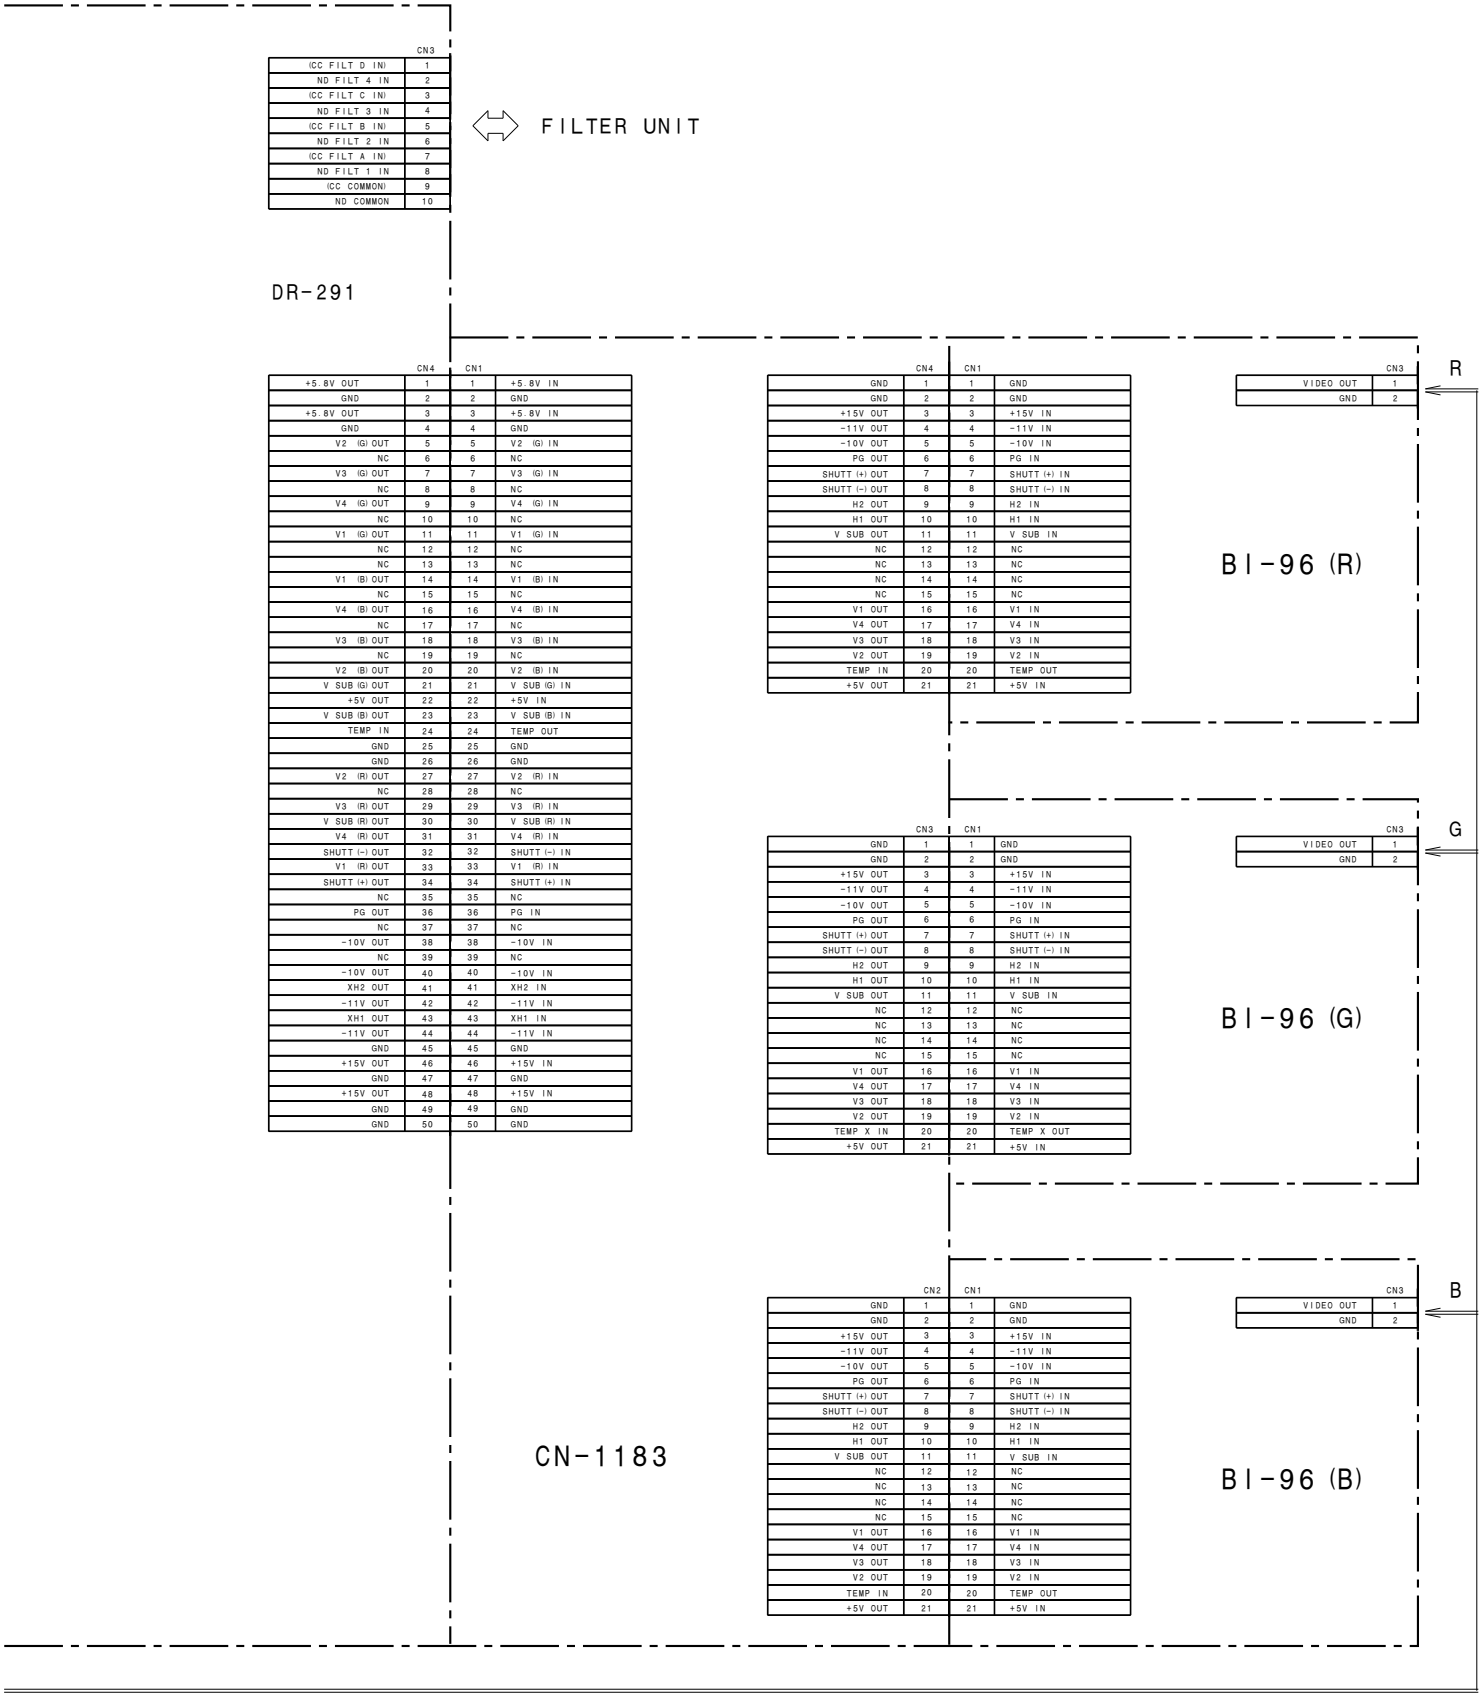 CN3
(CC FILT D IN) 1
ND FILT 4 IN 2
(CC FILT C IN) 3
ND FILT 3 IN 4
(CC FILT B IN) 5
ND FILT 2 IN 6
(CC FILT A IN) 7
ND FILT 1 IN 8
(CC COMMON) 9
ND COMMON 10
FILTER UNIT
DR-291
CN4 CN1
+5.8V OUT 1 1 +5.8V IN
GND 2 2 GND
+5.8V OUT 3 3 +5.8V IN
GND 4 4 GND
V2 (G) OUT 5 5 V2 (G) IN
NC 6 6 NC
V3 (G) OUT 7 7 V3 (G) IN
NC 8 8 NC
V4 (G) OUT 9 9 V4 (G) IN
NC 10 10 NC
V1 (G) OUT 11 11 V1 (G) IN
NC 12 12 NC
NC 13 13 NC
V1 (B) OUT 14 14 V1 (B) IN
NC 15 15 NC
V4 (B) OUT 16 16 V4 (B) IN
NC 17 17 NC
V3 (B) OUT 18 18 V3 (B) IN
NC 19 19 NC
V2 (B) OUT 20 20 V2 (B) IN
V SUB (G) OUT 21 21 V SUB (G) IN
+5V OUT 22 22 +5V IN
V SUB (B) OUT 23 23 V SUB (B) IN
TEMP IN 24 24 TEMP OUT
GND 25 25 GND
GND 26 26 GND
V2 (R) OUT 27 27 V2 (R) IN
NC 28 28 NC
V3 (R) OUT 29 29 V3 (R) IN
V SUB (R) OUT 30 30 V SUB (R) IN
V4 (R) OUT 31 31 V4 (R) IN
SHUTT (-) OUT 32 32 SHUTT (-) IN
V1 (R) OUT 33 33 V1 (R) IN
SHUTT (+) OUT 34 34 SHUTT (+) IN
NC 35 35 NC
PG OUT 36 36 PG IN
NC 37 37 NC
-10V OUT 38 38 -10V IN
NC 39 39 NC
-10V OUT 40 40 -10V IN
XH2 OUT 41 41 XH2 IN
-11V OUT 42 42 -11V IN
XH1 OUT 43 43 XH1 IN
-11V OUT 44 44 -11V IN
GND 45 45 GND
+15V OUT 46 46 +15V IN
GND 47 47 GND
+15V OUT 48 48 +15V IN
GND 49 49 GND
GND 50 50 GND
CN-1183
CN4 CN1
GND 1 1 GND
GND 2 2 GND
+15V OUT 3 3 +15V IN
-11V OUT 4 4 -11V IN
-10V OUT 5 5 -10V IN
PG OUT 6 6 PG IN
SHUTT (+) OUT 7 7 SHUTT (+) IN
SHUTT (-) OUT 8 8 SHUTT (-) IN
H2 OUT 9 9 H2 IN
H1 OUT 10 10 H1 IN
V SUB OUT 11 11 V SUB IN
NC 12 12 NC
NC 13 13 NC
NC 14 14 NC
NC 15 15 NC
V1 OUT 16 16 V1 IN
V4 OUT 17 17 V4 IN
V3 OUT 18 18 V3 IN
V2 OUT 19 19 V2 IN
TEMP IN 20 20 TEMP OUT
+5V OUT 21 21 +5V IN
CN3
VIDEO OUT 1
GND 2
R
BI-96 (R)
CN3 CN1
GND 1 1 GND
GND 2 2 GND
+15V OUT 3 3 +15V IN
-11V OUT 4 4 -11V IN
-10V OUT 5 5 -10V IN
PG OUT 6 6 PG IN
SHUTT (+) OUT 7 7 SHUTT (+) IN
SHUTT (-) OUT 8 8 SHUTT (-) IN
H2 OUT 9 9 H2 IN
H1 OUT 10 10 H1 IN
V SUB OUT 11 11 V SUB IN
NC 12 12 NC
NC 13 13 NC
NC 14 14 NC
NC 15 15 NC
V1 OUT 16 16 V1 IN
V4 OUT 17 17 V4 IN
V3 OUT 18 18 V3 IN
V2 OUT 19 19 V2 IN
TEMP X IN 20 20 TEMP X OUT
+5V OUT 21 21 +5V IN
CN3
VIDEO OUT 1
GND 2
G
BI-96 (G)
CN2 CN1
GND 1 1 GND
GND 2 2 GND
+15V OUT 3 3 +15V IN
-11V OUT 4 4 -11V IN
-10V OUT 5 5 -10V IN
PG OUT 6 6 PG IN
SHUTT (+) OUT 7 7 SHUTT (+) IN
SHUTT (-) OUT 8 8 SHUTT (-) IN
H2 OUT 9 9 H2 IN
H1 OUT 10 10 H1 IN
V SUB OUT 11 11 V SUB IN
NC 12 12 NC
NC 13 13 NC
NC 14 14 NC
NC 15 15 NC
V1 OUT 16 16 V1 IN
V4 OUT 17 17 V4 IN
V3 OUT 18 18 V3 IN
V2 OUT 19 19 V2 IN
TEMP IN 20 20 TEMP OUT
+5V OUT 21 21 +5V IN
CN3
VIDEO OUT 1
GND 2
B
BI-96 (B)